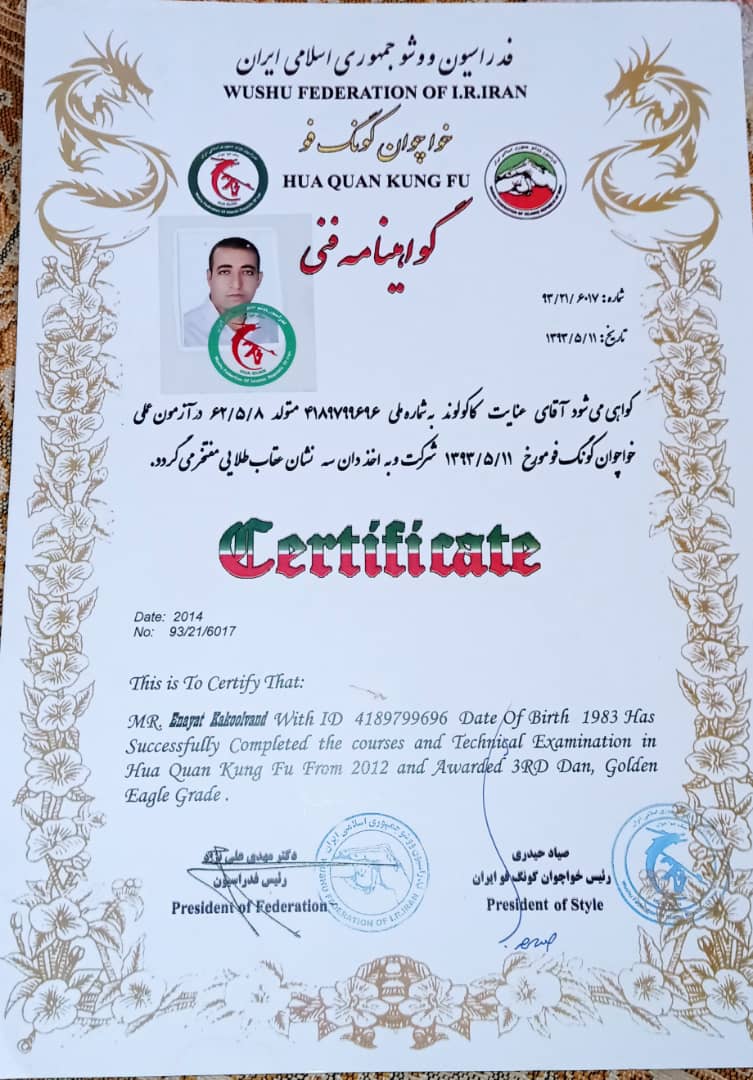 فدراسیون ووشو جمهوری اسلامی ایران
WUSHU FEDERATION OF I.R.IRAN
خواچوان کونگ فو
HUA QUAN KUNG FU
گواهینامه فنی
شماره: ۹۳/۲۱/۶۰۱۷
تاریخ: ۱۳۹۳/۵/۱۱
گواهی می شود آقای عنایت کاکولوند به شماره ملی ۴۱۸۹۷۹۹۶۹۶ متولد ۶۲/۵/۸ در آزمون عملی
خواچوان کونگ فو مورخ ۱۳۹۳/۵/۱۱ شرکت و به اخذ دان سه نشان عقاب طلایی مفتخر می گردد.
Certificate
Date: 2014
No: 93/21/6017
This is To Certify That:
MR. Enayat Kakoolvand With ID 4189799696 Date Of Birth 1983 Has
Successfully Completed the courses and Technical Examination in
Hua Quan Kung Fu From 2012 and Awarded 3RD Dan, Golden
Eagle Grade .
دکتر مهدی علی نژاد
رئیس فدراسیون
President of Federation
صیاد حیدری
رئیس خواچوان کونگ فو ایران
President of Style